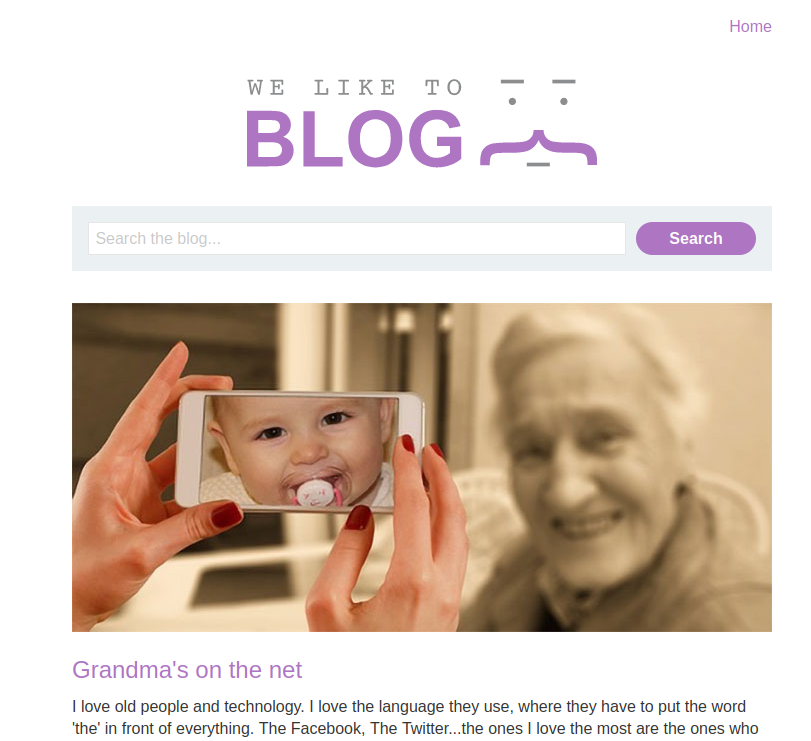 Home
WE LIKE TO
BLOG
Search the blog...
Search
Grandma's on the net
I love old people and technology. I love the language they use, where they have to put the word
'the' in front of everything. The Facebook, The Twitter...the ones I love the most are the ones who